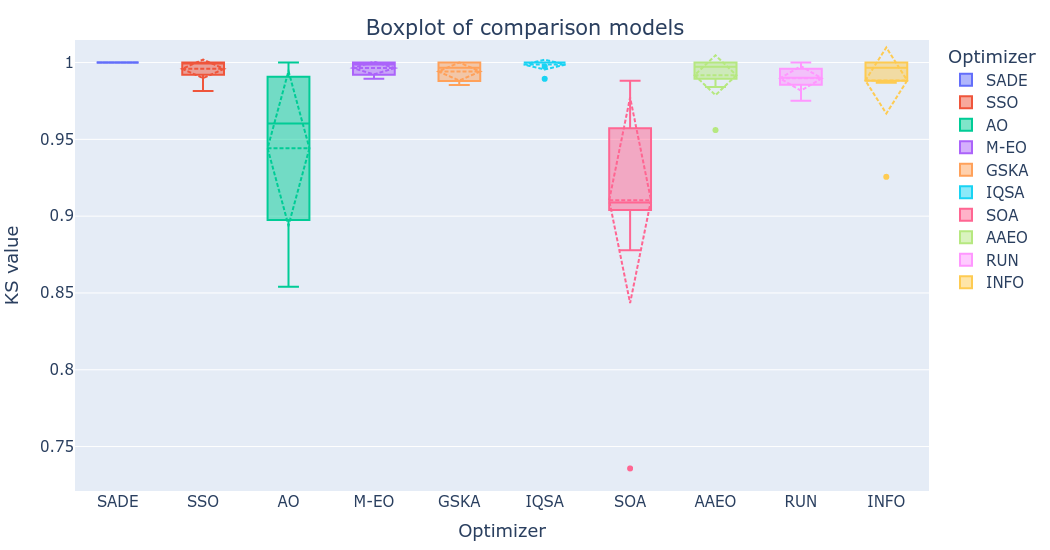 Boxplot of comparison models
KS value
1
0.95
0.9
0.85
0.8
0.75
SADE
SSO
AO
M-EO
GSKA
IQSA
SOA
AAEO
RUN
INFO
Optimizer
Optimizer
SADE
SSO
AO
M-EO
GSKA
IQSA
SOA
AAEO
RUN
INFO